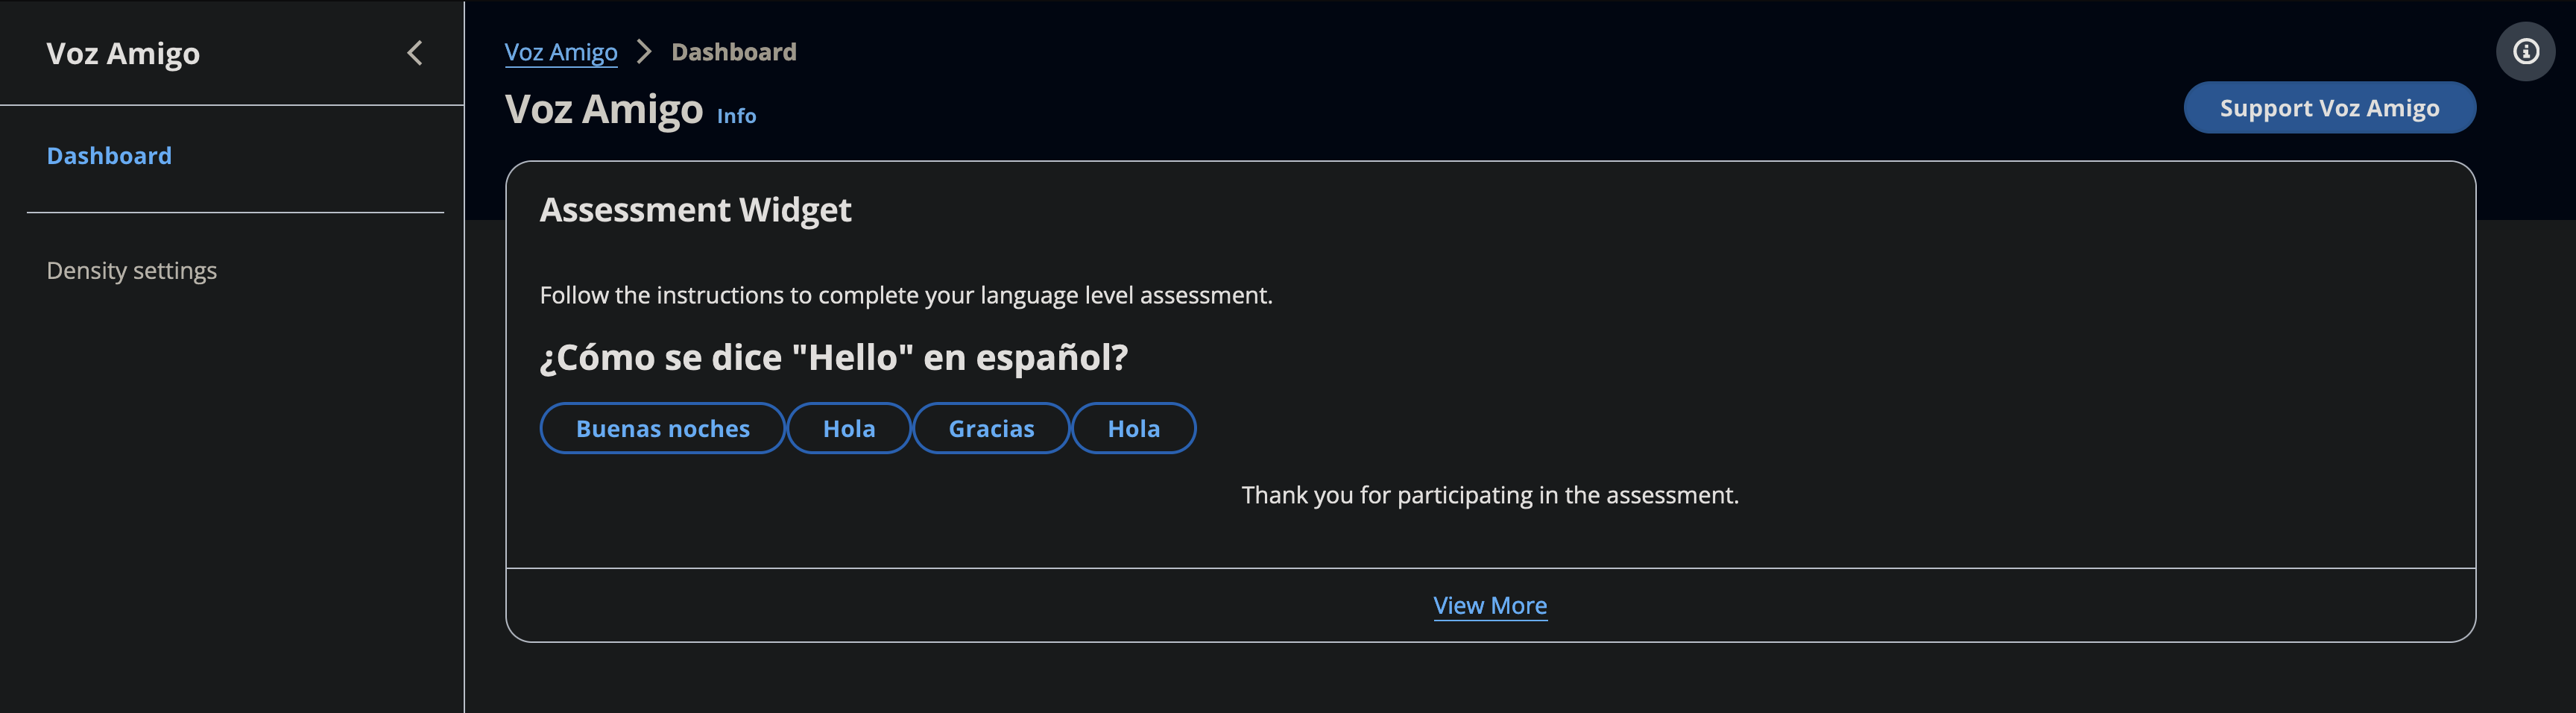 Voz Amigo
Dashboard
Density settings
Voz Amigo > Dashboard
Voz Amigo Info
Support Voz Amigo
Assessment Widget
Follow the instructions to complete your language level assessment.
¿Cómo se dice "Hello" en español?
Buenas noches Hola Gracias Hola
Thank you for participating in the assessment.
View More